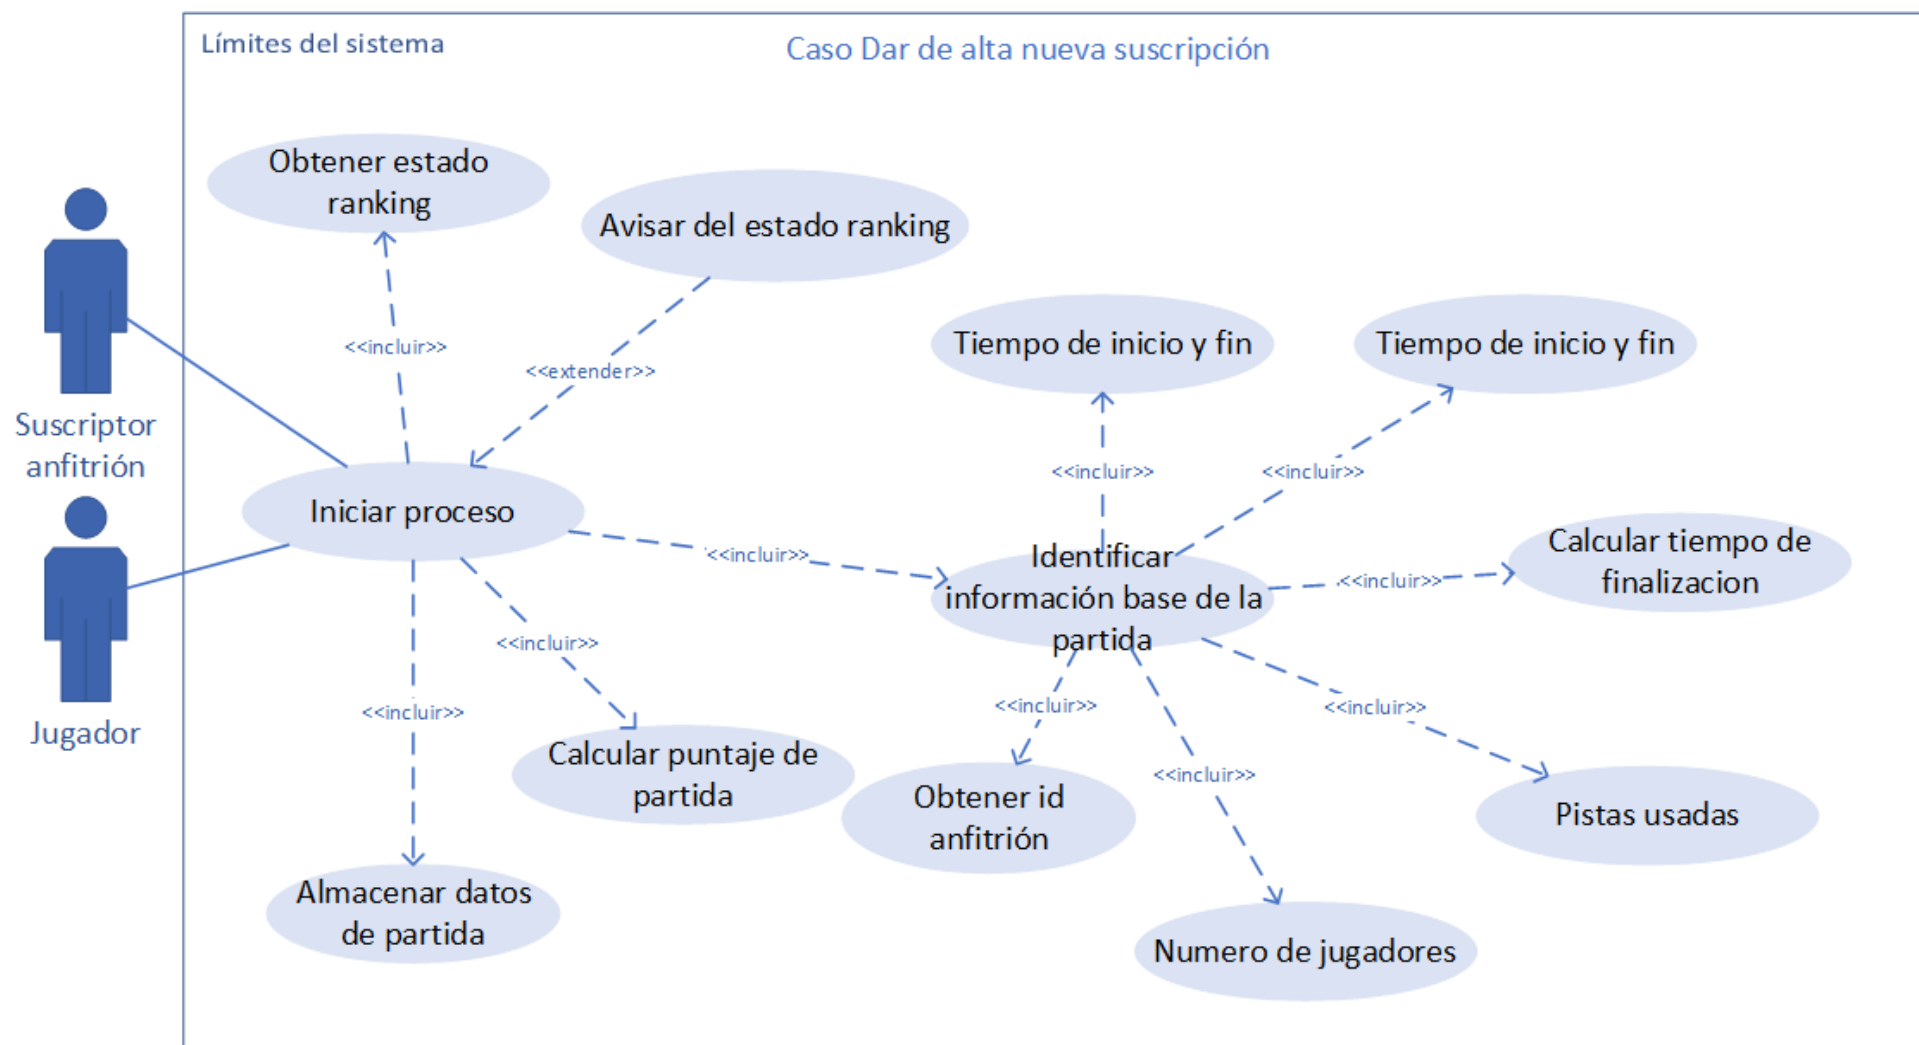 Límites del sistema
Caso Dar de alta nueva suscripción
Obtener estado
ranking
Avisar del estado ranking
Tiempo de inicio y fin
Tiempo de inicio y fin
<<incluir>>
<<extender>>
Suscriptor
anfitrión
<<incluir>>
<<incluir>>
Iniciar proceso
<<incluir>>
Identificar
información base de la
partida
<<incluir>>
Calcular tiempo de
finalizacion
<<incluir>>
<<incluir>>
<<incluir>>
<<incluir>>
Jugador
<<incluir>>
Calcular puntaje de
partida
Obtener id
anfitrión
Pistas usadas
Almacenar datos
de partida
Numero de jugadores